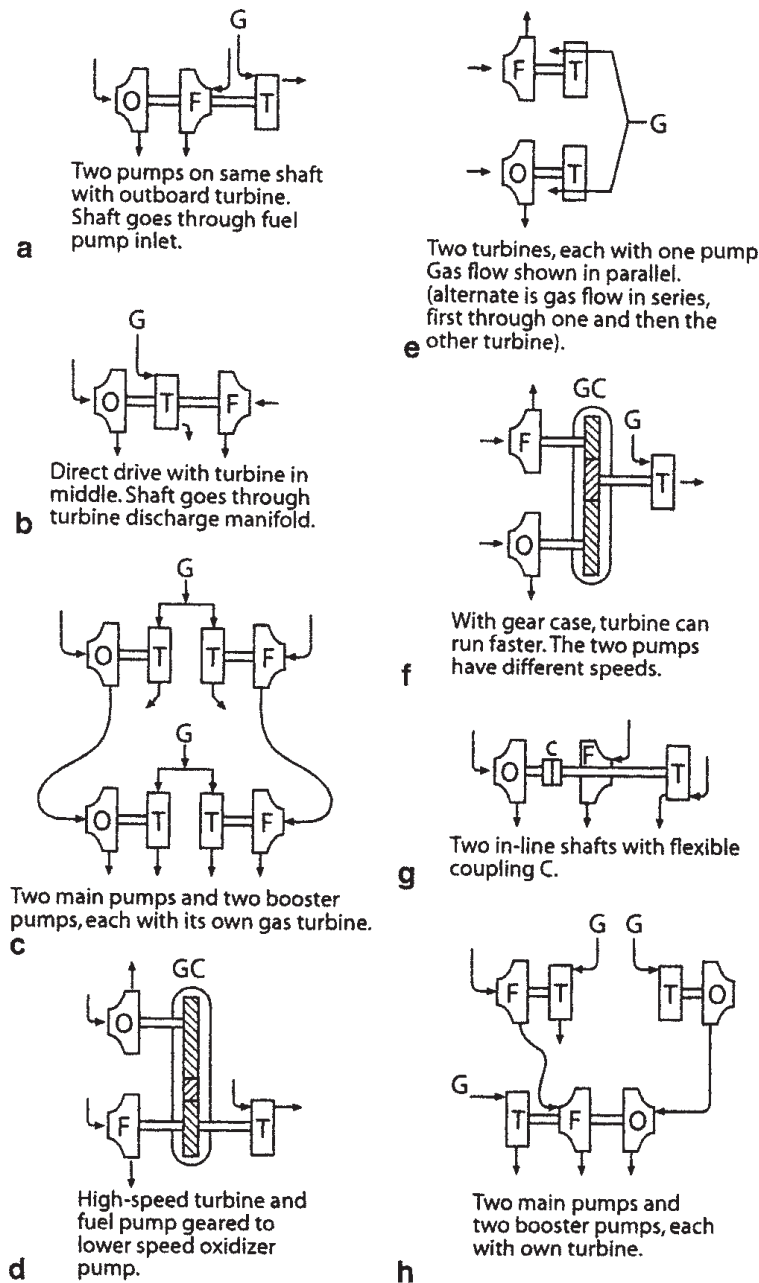 G
O F T
Two pumps on same shaft
with outboard turbine.
Shaft goes through fuel
pump inlet.
a
G
O T F
Direct drive with turbine in
middle. Shaft goes through
turbine discharge manifold.
b
G
O T T F
G
O T T F
Two main pumps and two booster
pumps, each with its own gas turbine.
c
GC
O
F T
High-speed turbine and
fuel pump geared to
lower speed oxidizer
pump.
d
F T
G
O T
Two turbines, each with one pump
Gas flow shown in parallel.
(alternate is gas flow in series,
first through one and then the
other turbine).
e
GC
G
F
T
O
With gear case, turbine can
run faster. The two pumps
have different speeds.
f
C
O F T
Two in-line shafts with flexible
coupling C.
g
G G
F T T O
G
T F O
Two main pumps and
two booster pumps, each
with own turbine.
h